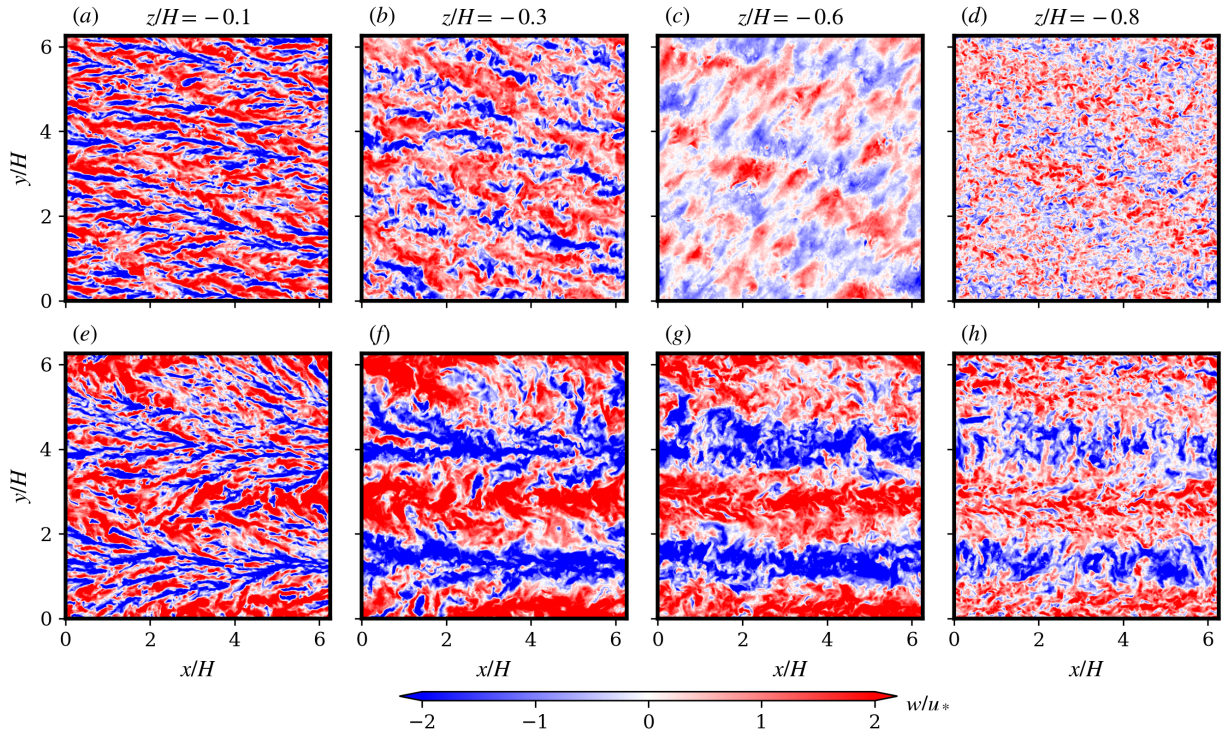 (a) z/H = −0.1 (b) z/H = −0.3 (c) z/H = −0.6 (d) z/H = −0.8
6
4
y/H
2
0
(e) (f) (g) (h)
6
4
y/H
2
0
0 2 4 6 0 2 4 6 0 2 4 6 0 2 4 6
x/H x/H x/H x/H
w/u*
−2 −1 0 1 2